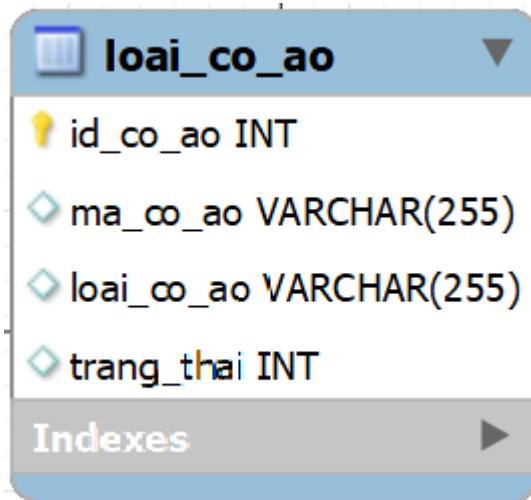 loai_co_ao
id_co_ao INT
ma_co_ao VARCHAR(255)
loai_co_ao VARCHAR(255)
trang_thai INT
Indexes